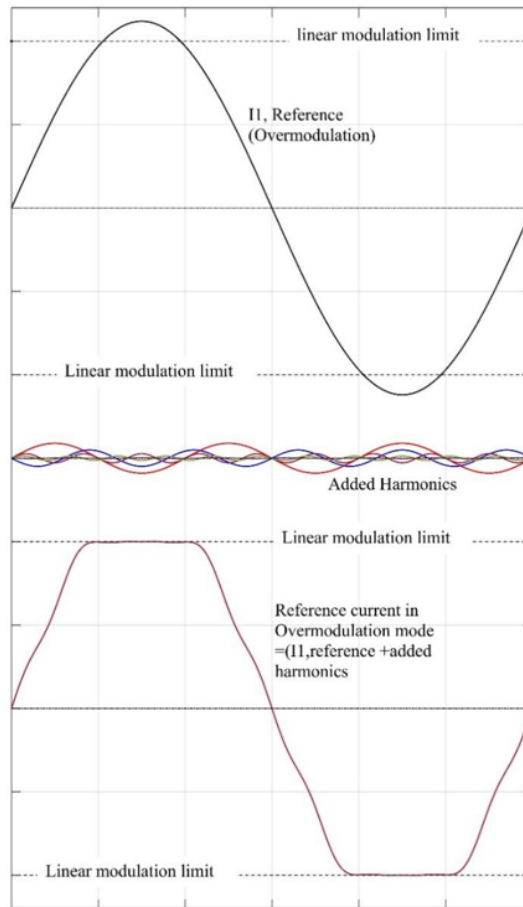 linear modulation limit
I1, Reference
(Overmodulation)
Linear modulation limit
Added Harmonics
Linear modulation limit
Reference current in
Overmodulation mode
=(I1,reference +added
harmonics
Linear modulation limit